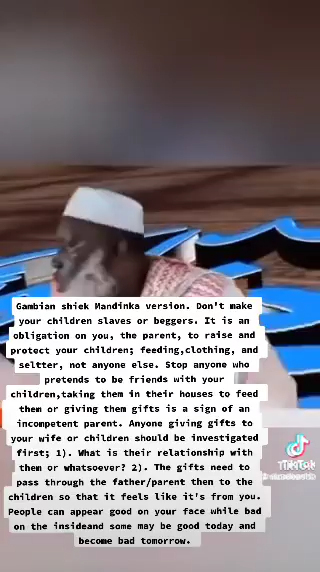 Gambian shiek Mandinka version. Don't make
your children slaves or beggers. It is an
obligation on you, the parent, to raise and
protect your children; feeding,clothing, and
seltter, not anyone else. Stop anyone who
pretends to be friends with your
children,taking them in their houses to feed
them or giving them gifts is a sign of an
incompetent parent. Anyone giving gifts to
your wife or children should be investigated
first; 1). What is their relationship with
them or whatsoever? 2). The gifts need to
pass through the father/parent then to the
children so that it feels like it's from you.
People can appear good on your face while bad
on the insideand some may be good today and
become bad tomorrow.
TikTok